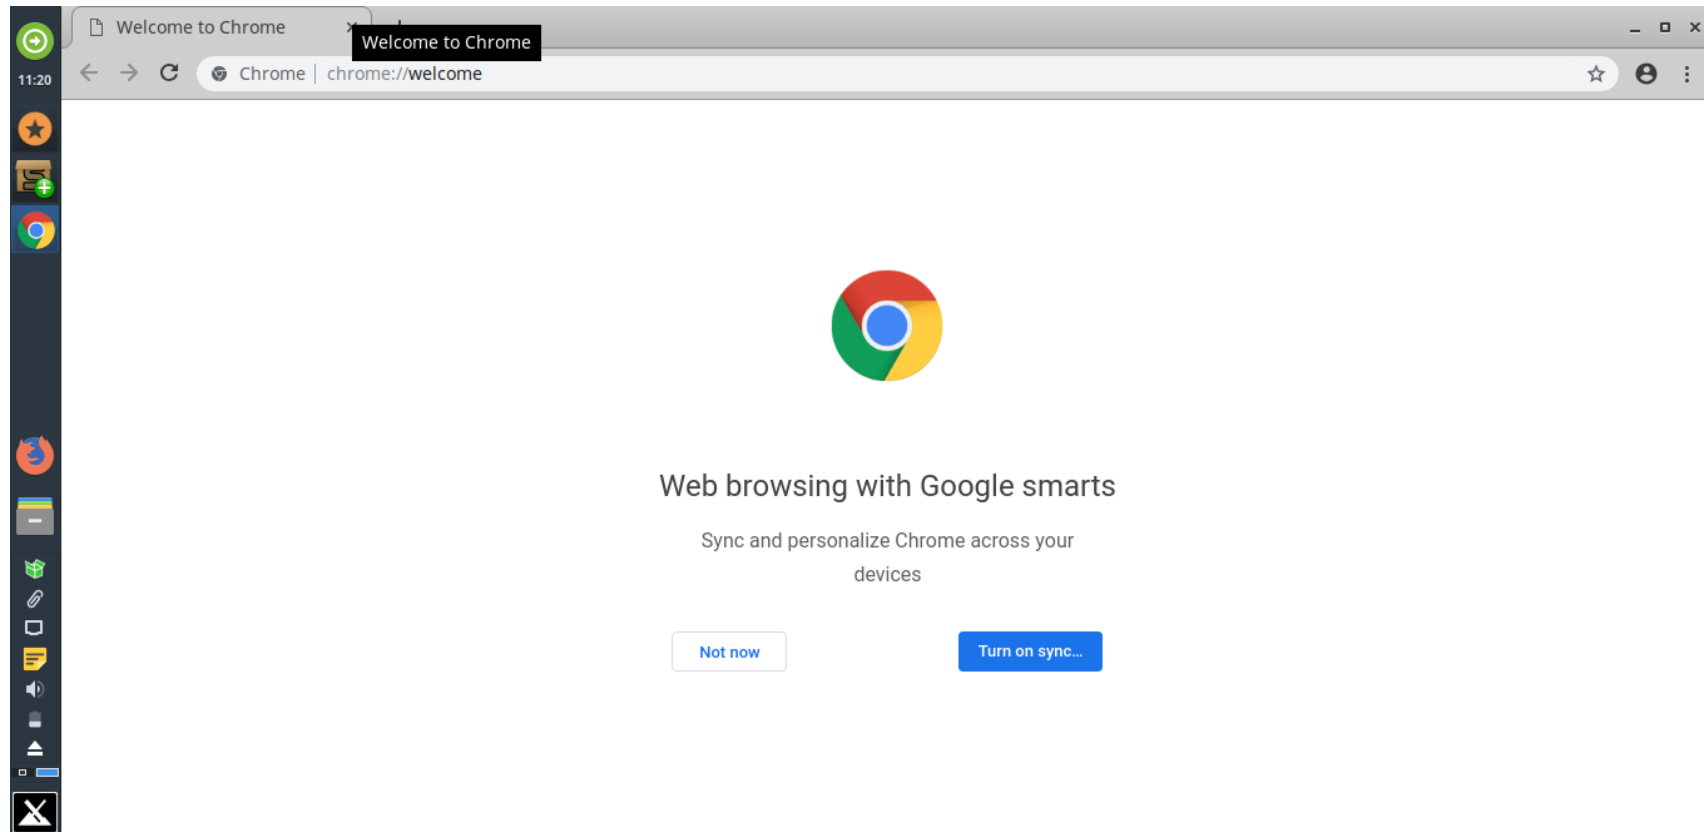 Welcome to Chrome
Welcome to Chrome
11:20
Chrome | chrome://welcome
Web browsing with Google smarts
Sync and personalize Chrome across your
devices
Not now
Turn on sync...